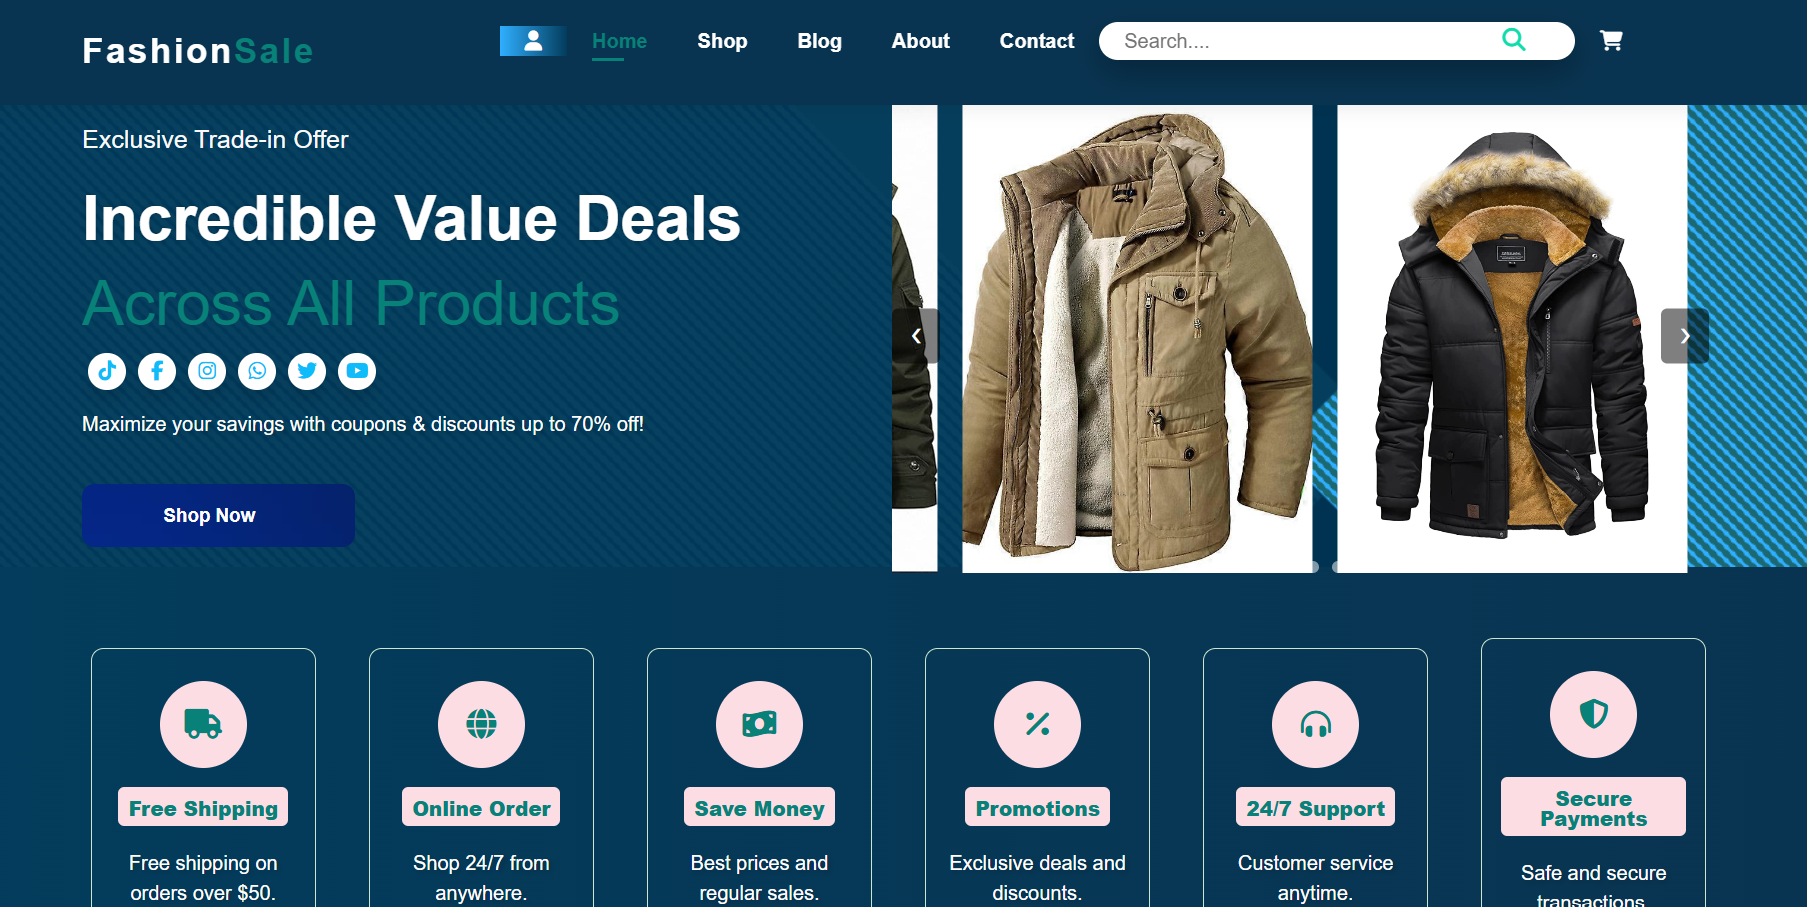 FashionSale
Home
Shop
Blog
About
Contact
Search....
Exclusive Trade-in Offer
Incredible Value Deals
Across All Products
Maximize your savings with coupons & discounts up to 70% off!
Shop Now
Free Shipping
Free shipping on
orders over $50.
Online Order
Shop 24/7 from
anywhere.
Save Money
Best prices and
regular sales.
Promotions
Exclusive deals and
discounts.
24/7 Support
Customer service
anytime.
Secure
Payments
Safe and secure
transactions.